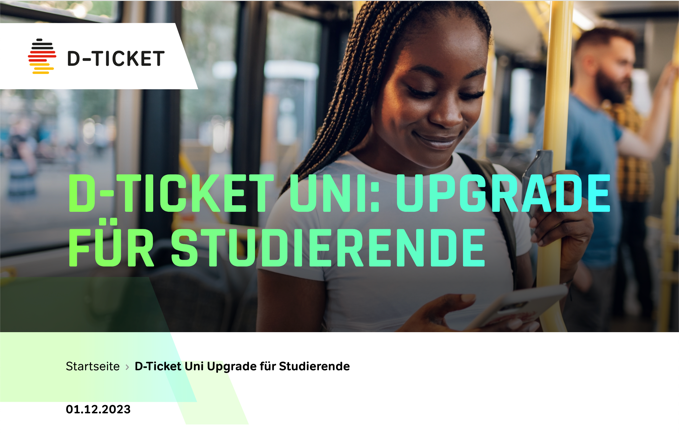 D-TICKET
D-TICKET UNI: UPGRADE
FÜR STUDIERENDE
Startseite › D-Ticket Uni Upgrade für Studierende
01.12.2023